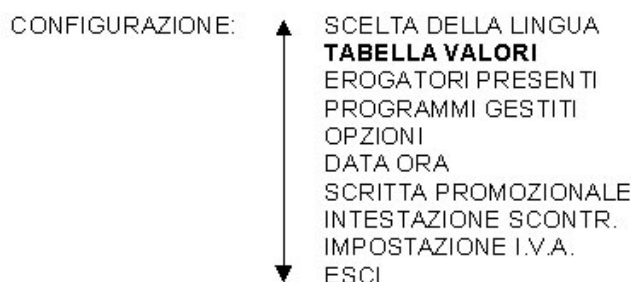 CONFIGURAZIONE:
SCELTA DELLA LINGUA
TABELLA VALORI
EROGATORI PRESENTI
PROGRAMMI GESTITI
OPZIONI
DATA ORA
SCRITTA PROMOZIONALE
INTESTAZIONE SCONTR.
IMPOSTAZIONE I.V.A.
ESCI